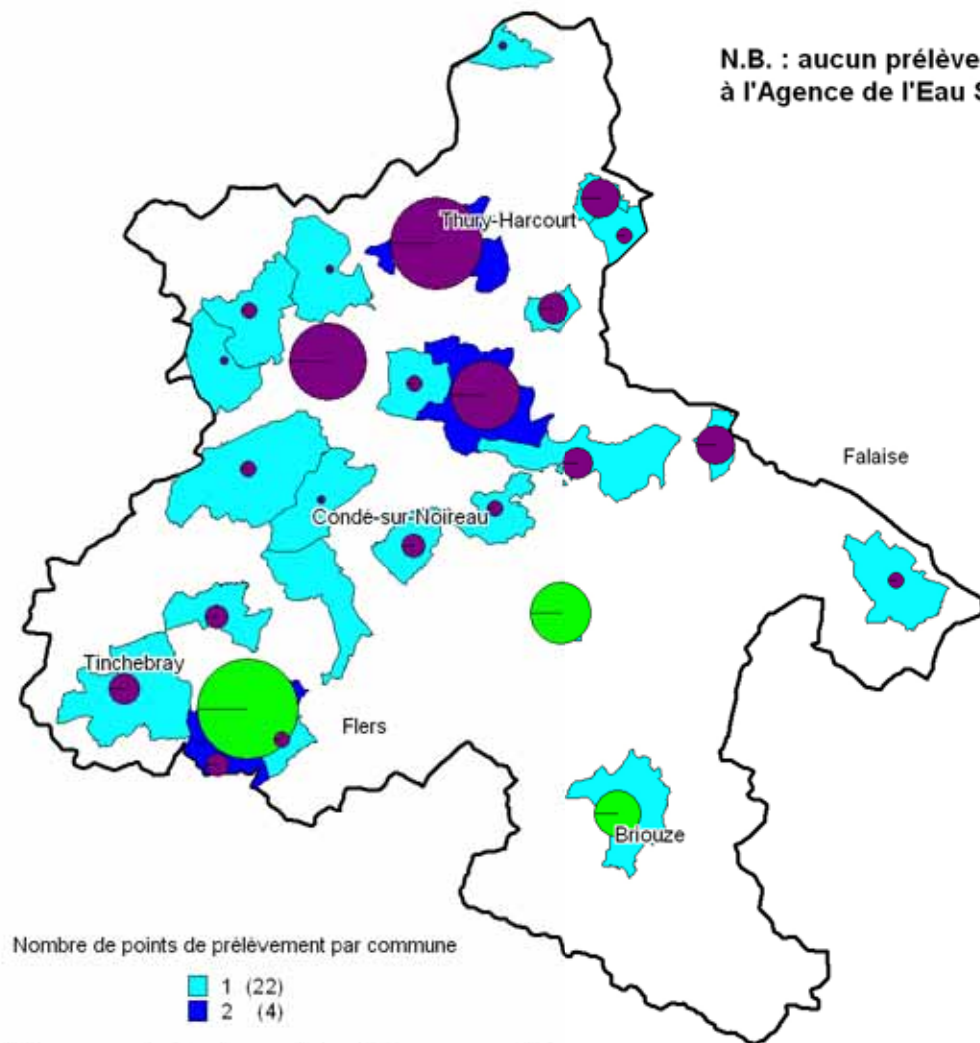 N.B. : aucun
à l'Agence de l'Eau
Thury-Harcourt
Falaise
Condé-sur-Noireau
Tinchebray
Flers
Briouze
Nombre de points de prélèvement par commune
1 (22)
2 (4)